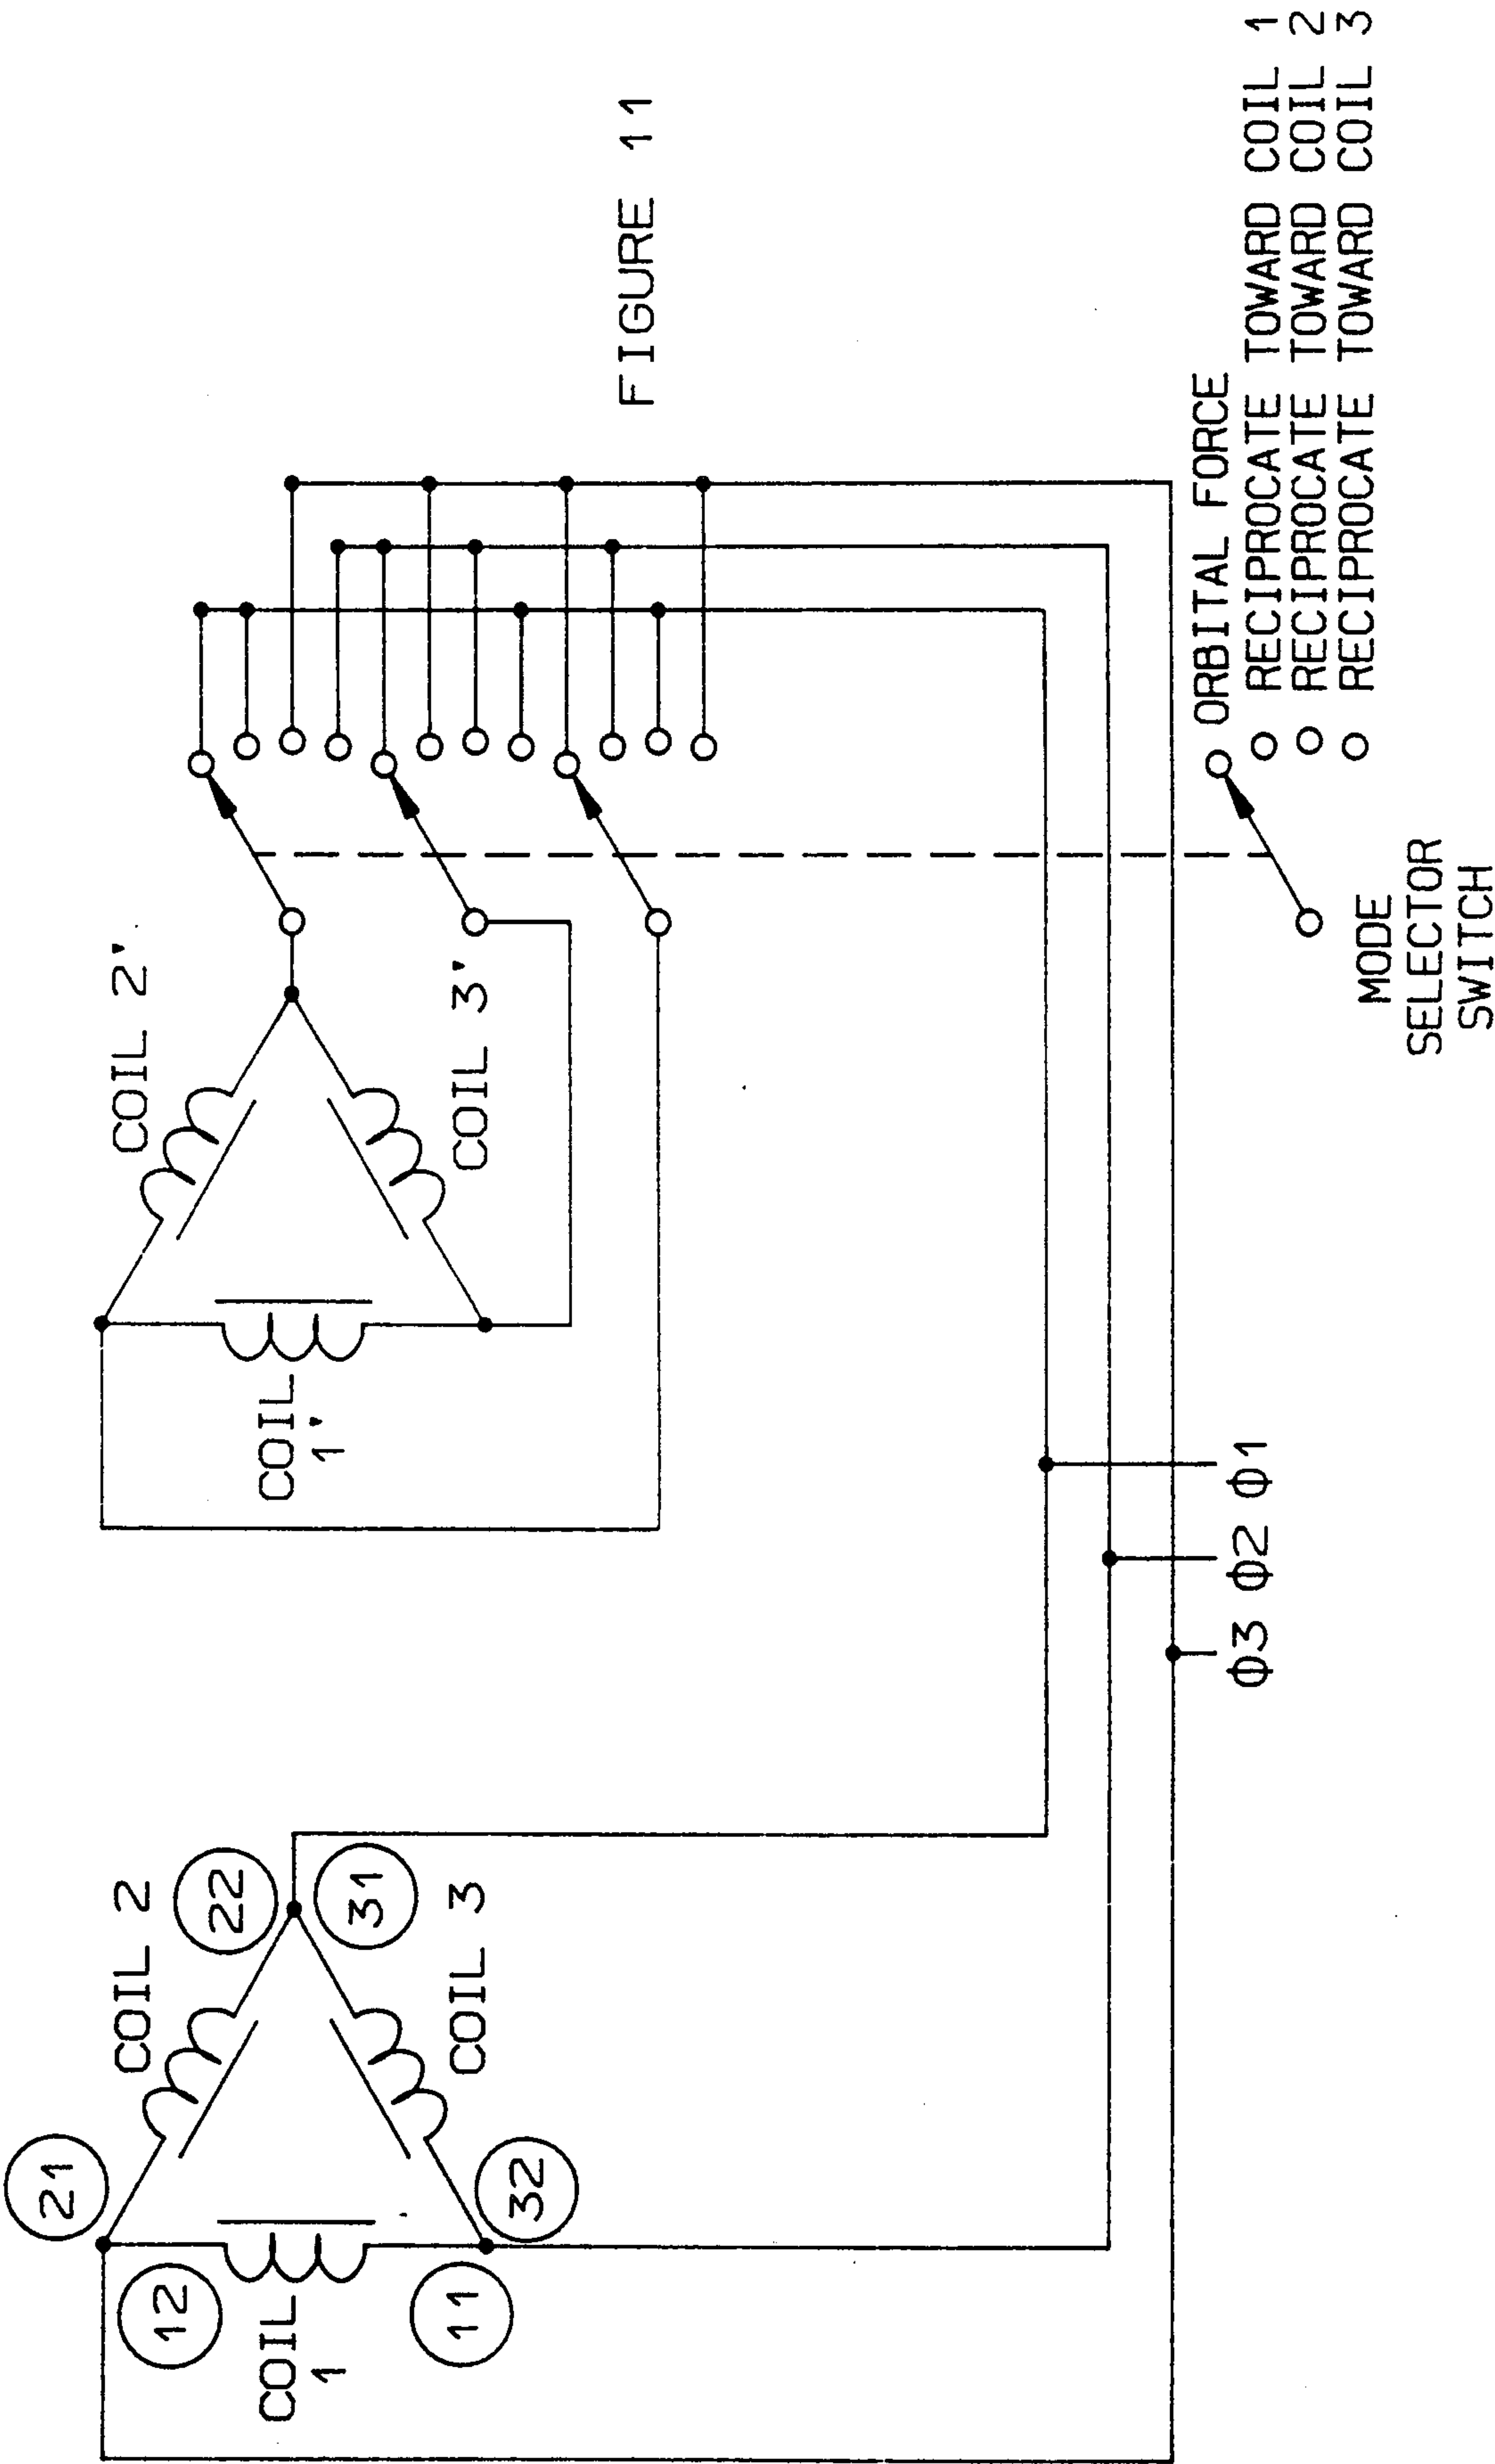 COIL 2
21
22
12
COIL
1
11
31
COIL 3
32
COIL 2'
COIL
1'
COIL 3'
FIGURE 11
ϕ3 ϕ2 ϕ1
MODE
SELECTOR
SWITCH
ORBITAL FORCE
RECIPROCATE TOWARD COIL 1
RECIPROCATE TOWARD COIL 2
RECIPROCATE TOWARD COIL 3